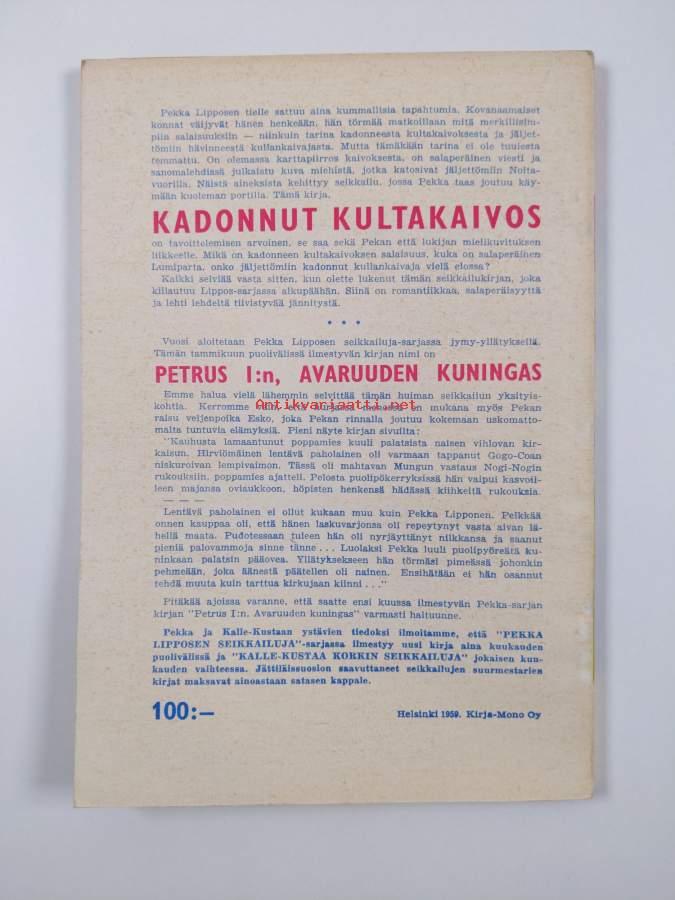 Pekka Lipposen tielle sattuu aina kummallisia tapahtumia. Kovanaamaiset
konnat väijyvät hänen henkeään, hän törmää matkoillaan mitä merkillisim-
piin salaisuuksiin — niinkuin tarina kadonneesta kultakaivoksesta ja jäljet-
tömiin hävinneestä kullankaivajasta. Mutta tämäkään tarina ei ole tuulesta
temmattu. On olemassa karttapiirros kaivoksesta, on salaperäinen viesti ja
sanomalehdissä julkaistu kuva miehistä, jotka katosivat jäljettömiin Noita-
vuorilla. Näistä aineksista kehittyy seikkailu, jossa Pekka taas joutuu käy-
mään kuoleman portilla. Tämä kirja,
KADONNUT KULTAKAIVOS
on tavoittelemisen arvoinen, se saa sekä Pekan että lukijan mielikuvituksen
liikkeelle. Mikä on kadonneen kultakaivoksen salaisuus, kuka on salaperäinen
Lumiparta, onko jäljettömiin kadonnut kullankaivaja vielä elossa?
Kaikki selviää vasta sitten, kun olette lukenut tämän seikkailukirjan, joka
kiilautuu Lippos-sarjassa alkupäähän. Siinä on romantiikkaa, salaperäisyyttä
ja lehti lehdeltä tiivistyvää jännitystä.
* * *
Vuosi aloitetaan Pekka Lipposen seikkailuja-sarjassa jymy-yllätyksellä.
Tämän tammikuun puolivälissä ilmestyvän kirjan nimi on
PETRUS I:n, AVARUUDEN KUNINGAS
Emme halua vielä lähemmin selvittää tämän huiman seikkailun yksityis-
kohtia. Kerromme vain, että hurjassa menossa on mukana myös Pekan
Antikvariaatti.net
raisu veljenpoika Esko, joka Pekan rinnalla joutuu kokemaan uskomatto-
malta tuntuvia elämyksiä. Pieni näyte kirjan sivuilta:
"Kauhusta lamaantunut poppamies kuuli palatsista naisen vihlovan kir-
kaisun. Hirviömäinen lentävä paholainen oli varmaan tappanut Gogo-Goan
niskuroivan lempivaimon. Tässä oli mahtavan Mungun vastaus Nogi-Nogin
rukouksiin, poppamies ajatteli. Pelosta puolipökerryksissä hän vaipui kasvoil-
leen majansa oviaukkoon, höpisten henkensä hädässä kiihkeitä rukouksia.
— — —
Lentävä paholainen ei ollut kukaan muu kuin Pekka Lipponen. Pelkkää
onnen kauppaa oli, että hänen laskuvarjonsa oli repeytynyt vasta aivan lä-
hellä maata. Pudotessaan tuleen hän oli nyrjäyttänyt nilkkansa ja saanut
pieniä palovammoja sinne tänne . . . Luolaksi Pekka luuli puolipyöreätä ku-
ninkaan palatsin pääovea. Yllätyksekseen hän törmäsi pimeässä johonkin
pehmeään, joka äänestä päätellen oli nainen. Ensihätään ei hän osannut
tehdä muuta kuin tarttua kirkujaan kiinni . . ."
Pitäkää ajoissa varanne, että saatte ensi kuussa ilmestyvän Pekka-sarjan
kirjan "Petrus I:n. Avaruuden kuningas" varmasti haltuunne.
Pekka ja Kalle-Kustaan ystävien tiedoksi ilmoitamme, että "PEKKA
LIPPOSEN SEIKKAILUJA"-sarjassa ilmestyy uusi kirja aina kuukauden
puolivälissä ja "KALLE-KUSTAA KORKIN SEIKKAILUJA" jokaisen kuu-
kauden vaihteessa. Jättiläissuosion saavuttaneet seikkailujen suurmestarien
kirjat maksavat ainoastaan satasen kappale.
100:—
Helsinki 1959. Kirja-Mono Oy